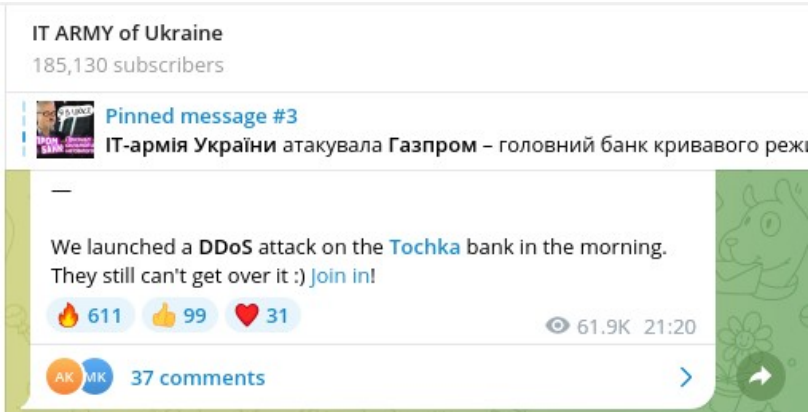 IT ARMY of Ukraine
185,130 subscribers
Pinned message #3
ІТ-армія України атакувала Газпром – головний банк кривавого
—
We launched a DDoS attack on the Tochka bank in the morning.
They still can't get over it :) Join in!
🔥 611 👍 99 ❤️ 31
61.9K 21:20
AK MK 37 comments